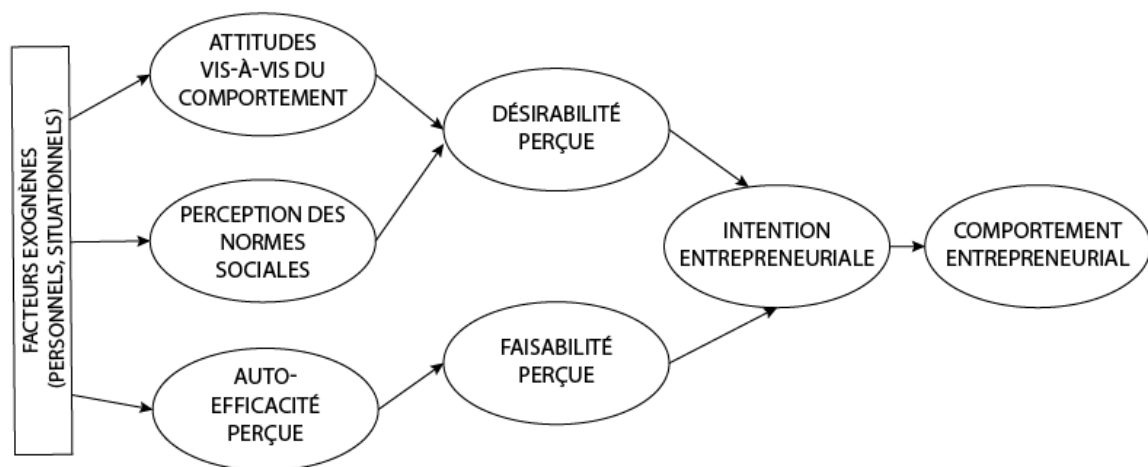 FACTEURS EXOGNÈNES
(PERSONNELS, SITUATIONNELS)
ATTITUDES
VIS-À-VIS DU
COMPORTEMENT
PERCEPTION DES
NORMES
SOCIALES
AUTO-
EFFICACITÉ
PERÇUE
DÉSIRABILITÉ
PERÇUE
FAISABILITÉ
PERÇUE
INTENTION
ENTREPRENEURIALE
COMPORTEMENT
ENTREPRENEURIAL